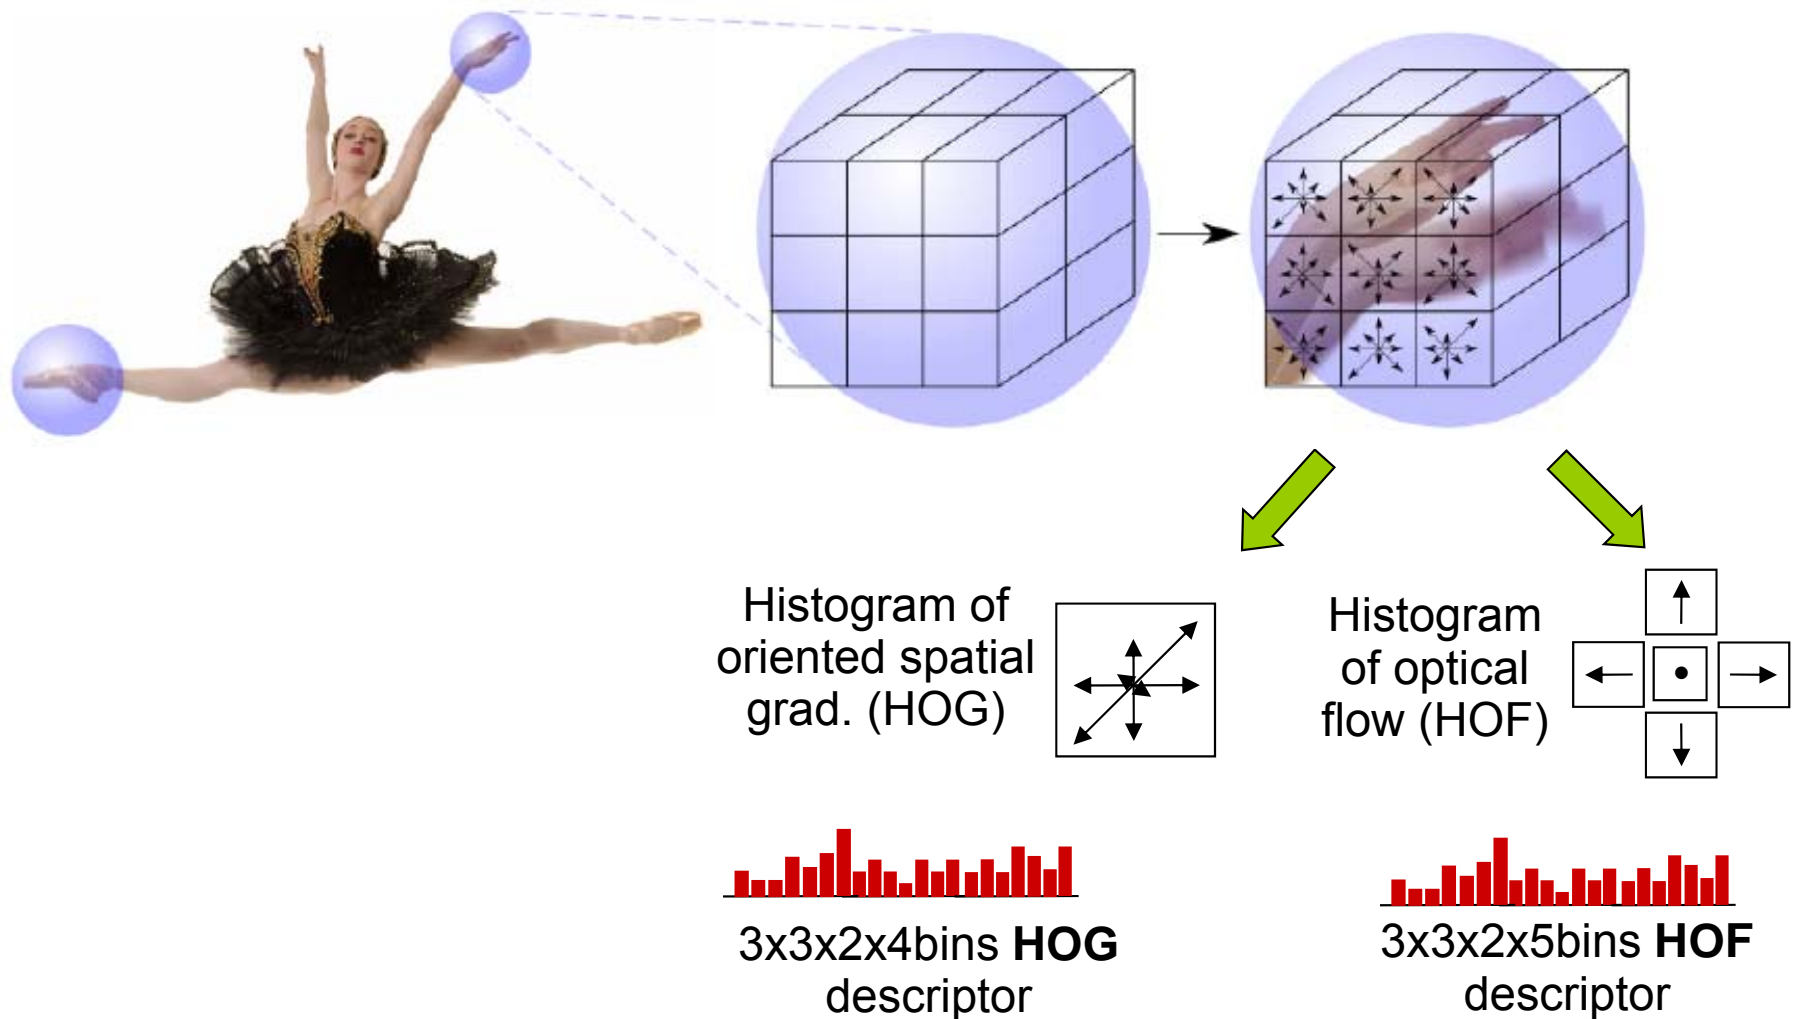 Histogram of
oriented spatial
grad. (HOG)
Histogram
of optical
flow (HOF)
3x3x2x4bins HOG
descriptor
3x3x2x5bins HOF
descriptor